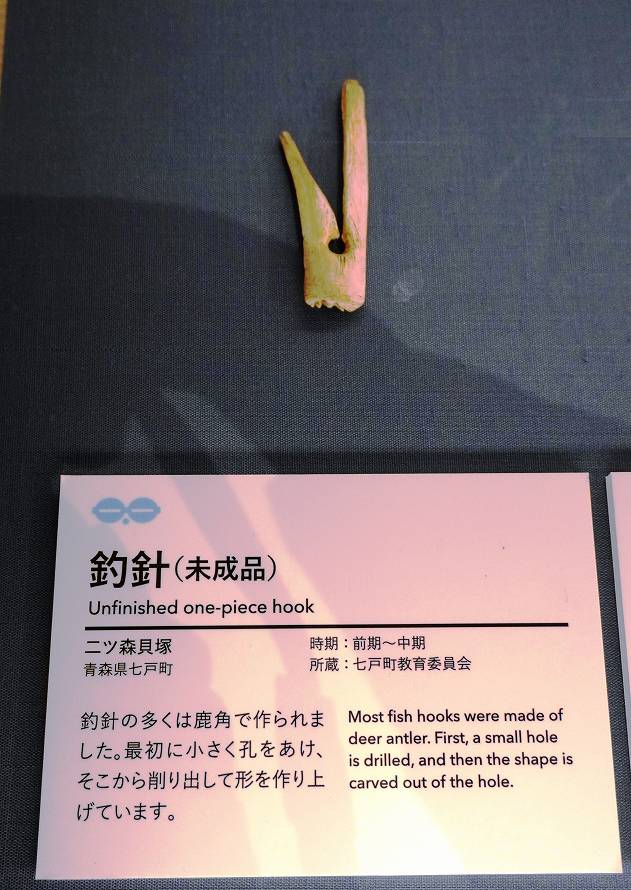 釣針（未成品）
Unfinished one-piece hook
二ツ森貝塚
青森県七戸町
時期：前期～中期
所蔵：七戸町教育委員会
釣針の多くは鹿角で作られま
した。最初に小さく孔をあけ、
そこから削り出して形を作り上
げています。
Most fish hooks were made of
deer antler. First, a small hole
is drilled, and then the shape is
carved out of the hole.